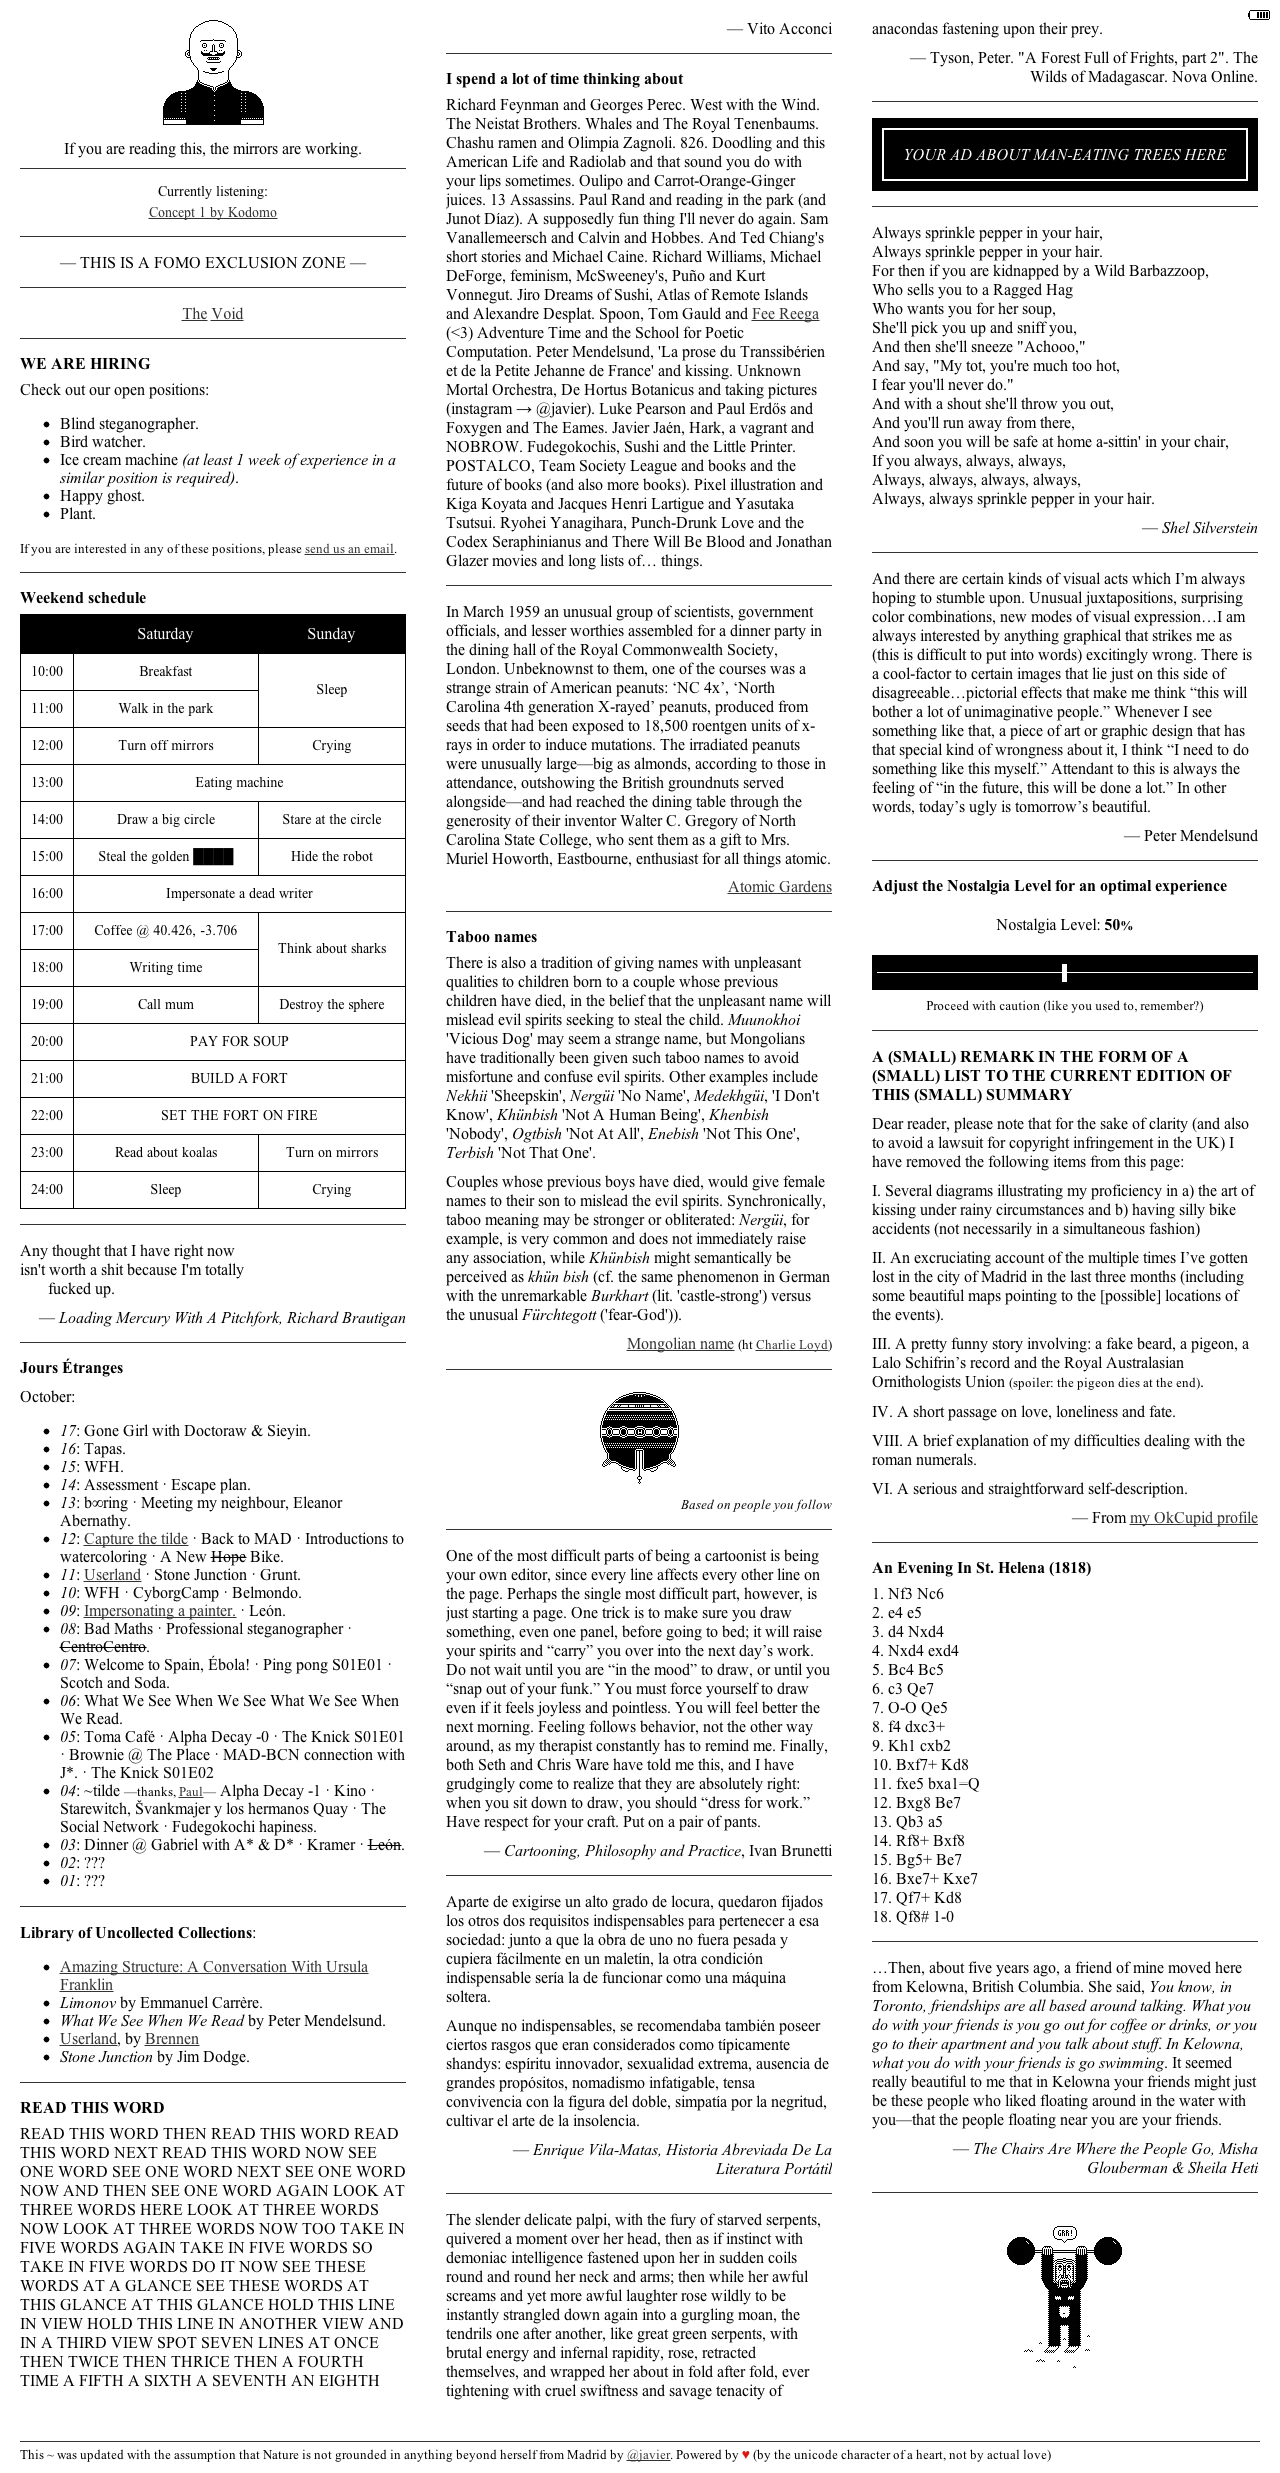 If you are reading this, the mirrors are working.
Currently listening:
Concept 1 by Kodomo
— THIS IS A FOMO EXCLUSION ZONE —
The Void
WE ARE HIRING
Check out our open positions:
• Blind steganographer.
• Bird watcher.
• Ice cream machine (at least 1 week of experience in a
similar position is required).
• Happy ghost.
• Plant.
If you are interested in any of these positions, please send us an email.
Weekend schedule
Saturday Sunday
10:00 Breakfast Sleep
11:00 Walk in the park
12:00 Turn off mirrors Crying
13:00 Eating machine
14:00 Draw a big circle Stare at the circle
15:00 Steal the golden ████ Hide the robot
16:00 Impersonate a dead writer
17:00 Coffee @ 40.426, -3.706 Think about sharks
18:00 Writing time
19:00 Call mum Destroy the sphere
20:00 PAY FOR SOUP
21:00 BUILD A FORT
22:00 SET THE FORT ON FIRE
23:00 Read about koalas Turn on mirrors
24:00 Sleep Crying
Any thought that I have right now
isn't worth a shit because I'm totally
fucked up.
— Loading Mercury With A Pitchfork, Richard Brautigan
Jours Étranges
October:
• 17: Gone Girl with Doctoraw & Sieyin.
• 16: Tapas.
• 15: WFH.
• 14: Assessment · Escape plan.
• 13: b∞ring · Meeting my neighbour, Eleanor
Abernathy.
• 12: Capture the tilde · Back to MAD · Introductions to
watercoloring · A New Hope Bike.
• 11: Userland · Stone Junction · Grunt.
• 10: WFH · CyborgCamp · Belmondo.
• 09: Impersonating a painter. · León.
• 08: Bad Maths · Professional steganographer ·
CentroCentro.
• 07: Welcome to Spain, Ébola! · Ping pong S01E01 ·
Scotch and Soda.
• 06: What We See When We See What We See When
We Read.
• 05: Toma Café · Alpha Decay -0 · The Knick S01E01
· Brownie @ The Place · MAD-BCN connection with
J*. · The Knick S01E02
• 04: ~tilde —thanks, Paul— Alpha Decay -1 · Kino ·
Starewitch, Švankmajer y los hermanos Quay · The
Social Network · Fudegokochi hapiness.
• 03: Dinner @ Gabriel with A* & D* · Kramer · León.
• 02: ???
• 01: ???
Library of Uncollected Collections:
• Amazing Structure: A Conversation With Ursula
Franklin
• Limonov by Emmanuel Carrère.
• What We See When We Read by Peter Mendelsund.
• Userland, by Brennen
• Stone Junction by Jim Dodge.
READ THIS WORD
READ THIS WORD THEN READ THIS WORD READ
THIS WORD NEXT READ THIS WORD NOW SEE
ONE WORD SEE ONE WORD NEXT SEE ONE WORD
NOW AND THEN SEE ONE WORD AGAIN LOOK AT
THREE WORDS HERE LOOK AT THREE WORDS
NOW LOOK AT THREE WORDS NOW TOO TAKE IN
FIVE WORDS AGAIN TAKE IN FIVE WORDS SO
TAKE IN FIVE WORDS DO IT NOW SEE THESE
WORDS AT A GLANCE SEE THESE WORDS AT
THIS GLANCE AT THIS GLANCE HOLD THIS LINE
IN VIEW HOLD THIS LINE IN ANOTHER VIEW AND
IN A THIRD VIEW SPOT SEVEN LINES AT ONCE
THEN TWICE THEN THRICE THEN A FOURTH
TIME A FIFTH A SIXTH A SEVENTH AN EIGHTH
— Vito Acconci
I spend a lot of time thinking about
Richard Feynman and Georges Perec. West with the Wind.
The Neistat Brothers. Whales and The Royal Tenenbaums.
Chashu ramen and Olimpia Zagnoli. 826. Doodling and this
American Life and Radiolab and that sound you do with
your lips sometimes. Oulipo and Carrot-Orange-Ginger
juices. 13 Assassins. Paul Rand and reading in the park (and
Junot Díaz). A supposedly fun thing I'll never do again. Sam
Vanallemeersch and Calvin and Hobbes. And Ted Chiang's
short stories and Michael Caine. Richard Williams, Michael
DeForge, feminism, McSweeney's, Puño and Kurt
Vonnegut. Jiro Dreams of Sushi, Atlas of Remote Islands
and Alexandre Desplat. Spoon, Tom Gauld and Fee Reega
(<3) Adventure Time and the School for Poetic
Computation. Peter Mendelsund, 'La prose du Transsibérien
et de la Petite Jehanne de France' and kissing. Unknown
Mortal Orchestra, De Hortus Botanicus and taking pictures
(instagram → @javier). Luke Pearson and Paul Erdős and
Foxygen and The Eames. Javier Jaén, Hark, a vagrant and
NOBROW. Fudegokochis, Sushi and the Little Printer.
POSTALCO, Team Society League and books and the
future of books (and also more books). Pixel illustration and
Kiga Koyata and Jacques Henri Lartigue and Yasutaka
Tsutsui. Ryohei Yanagihara, Punch-Drunk Love and the
Codex Seraphinianus and There Will Be Blood and Jonathan
Glazer movies and long lists of… things.
In March 1959 an unusual group of scientists, government
officials, and lesser worthies assembled for a dinner party in
the dining hall of the Royal Commonwealth Society,
London. Unbeknownst to them, one of the courses was a
strange strain of American peanuts: ‘NC 4x’, ‘North
Carolina 4th generation X-rayed’ peanuts, produced from
seeds that had been exposed to 18,500 roentgen units of x-
rays in order to induce mutations. The irradiated peanuts
were unusually large—big as almonds, according to those in
attendance, outshowing the British groundnuts served
alongside—and had reached the dining table through the
generosity of their inventor Walter C. Gregory of North
Carolina State College, who sent them as a gift to Mrs.
Muriel Howorth, Eastbourne, enthusiast for all things atomic.
Atomic Gardens
Taboo names
There is also a tradition of giving names with unpleasant
qualities to children born to a couple whose previous
children have died, in the belief that the unpleasant name will
mislead evil spirits seeking to steal the child. Muunokhoi
'Vicious Dog' may seem a strange name, but Mongolians
have traditionally been given such taboo names to avoid
misfortune and confuse evil spirits. Other examples include
Nekhii 'Sheepskin', Nergüi 'No Name', Medekhgüi, 'I Don't
Know', Khünbish 'Not A Human Being', Khenbish
'Nobody', Ogtbish 'Not At All', Enebish 'Not This One',
Terbish 'Not That One'.
Couples whose previous boys have died, would give female
names to their son to mislead the evil spirits. Synchronically,
taboo meaning may be stronger or obliterated: Nergüi, for
example, is very common and does not immediately raise
any association, while Khünbish might semantically be
perceived as khün bish (cf. the same phenomenon in German
with the unremarkable Burkhart (lit. 'castle-strong') versus
the unusual Fürchtegott ('fear-God')).
Mongolian name (ht Charlie Loyd)
Based on people you follow
One of the most difficult parts of being a cartoonist is being
your own editor, since every line affects every other line on
the page. Perhaps the single most difficult part, however, is
just starting a page. One trick is to make sure you draw
something, even one panel, before going to bed; it will raise
your spirits and “carry” you over into the next day’s work.
Do not wait until you are “in the mood” to draw, or until you
“snap out of your funk.” You must force yourself to draw
even if it feels joyless and pointless. You will feel better the
next morning. Feeling follows behavior, not the other way
around, as my therapist constantly has to remind me. Finally,
both Seth and Chris Ware have told me this, and I have
grudgingly come to realize that they are absolutely right:
when you sit down to draw, you should “dress for work.”
Have respect for your craft. Put on a pair of pants.
— Cartooning, Philosophy and Practice, Ivan Brunetti
Aparte de exigirse un alto grado de locura, quedaron fijados
los otros dos requisitos indispensables para pertenecer a esa
sociedad: junto a que la obra de uno no fuera pesada y
cupiera fácilmente en un maletín, la otra condición
indispensable sería la de funcionar como una máquina
soltera.
Aunque no indispensables, se recomendaba también poseer
ciertos rasgos que eran considerados como típicamente
shandys: espíritu innovador, sexualidad extrema, ausencia de
grandes propósitos, nomadismo infatigable, tensa
convivencia con la figura del doble, simpatía por la negritud,
cultivar el arte de la insolencia.
— Enrique Vila-Matas, Historia Abreviada De La
Literatura Portátil
The slender delicate palpi, with the fury of starved serpents,
quivered a moment over her head, then as if instinct with
demoniac intelligence fastened upon her in sudden coils
round and round her neck and arms; then while her awful
screams and yet more awful laughter rose wildly to be
instantly strangled down again into a gurgling moan, the
tendrils one after another, like great green serpents, with
brutal energy and infernal rapidity, rose, retracted
themselves, and wrapped her about in fold after fold, ever
tightening with cruel swiftness and savage tenacity of
anacondas fastening upon their prey.
— Tyson, Peter. "A Forest Full of Frights, part 2". The
Wilds of Madagascar. Nova Online.
YOUR AD ABOUT MAN-EATING TREES HERE
Always sprinkle pepper in your hair,
Always sprinkle pepper in your hair.
For then if you are kidnapped by a Wild Barbazzoop,
Who sells you to a Ragged Hag
Who wants you for her soup,
She'll pick you up and sniff you,
And then she'll sneeze "Achooo,"
And say, "My tot, you're much too hot,
I fear you'll never do."
And with a shout she'll throw you out,
And you'll run away from there,
And soon you will be safe at home a-sittin' in your chair,
If you always, always, always,
Always, always, always, always,
Always, always sprinkle pepper in your hair.
— Shel Silverstein
And there are certain kinds of visual acts which I’m always
hoping to stumble upon. Unusual juxtapositions, surprising
color combinations, new modes of visual expression…I am
always interested by anything graphical that strikes me as
(this is difficult to put into words) excitingly wrong. There is
a cool-factor to certain images that lie just on this side of
disagreeable…pictorial effects that make me think “this will
bother a lot of unimaginative people.” Whenever I see
something like that, a piece of art or graphic design that has
that special kind of wrongness about it, I think “I need to do
something like this myself.” Attendant to this is always the
feeling of “in the future, this will be done a lot.” In other
words, today’s ugly is tomorrow’s beautiful.
— Peter Mendelsund
Adjust the Nostalgia Level for an optimal experience
Nostalgia Level: 50%
Proceed with caution (like you used to, remember?)
A (SMALL) REMARK IN THE FORM OF A
(SMALL) LIST TO THE CURRENT EDITION OF
THIS (SMALL) SUMMARY
Dear reader, please note that for the sake of clarity (and also
to avoid a lawsuit for copyright infringement in the UK) I
have removed the following items from this page:
I. Several diagrams illustrating my proficiency in a) the art of
kissing under rainy circumstances and b) having silly bike
accidents (not necessarily in a simultaneous fashion)
II. An excruciating account of the multiple times I’ve gotten
lost in the city of Madrid in the last three months (including
some beautiful maps pointing to the [possible] locations of
the events).
III. A pretty funny story involving: a fake beard, a pigeon, a
Lalo Schifrin’s record and the Royal Australasian
Ornithologists Union (spoiler: the pigeon dies at the end).
IV. A short passage on love, loneliness and fate.
VIII. A brief explanation of my difficulties dealing with the
roman numerals.
VI. A serious and straightforward self-description.
— From my OkCupid profile
An Evening In St. Helena (1818)
1. Nf3 Nc6
2. e4 e5
3. d4 Nxd4
4. Nxd4 exd4
5. Bc4 Bc5
6. c3 Qe7
7. O-O Qe5
8. f4 dxc3+
9. Kh1 cxb2
10. Bxf7+ Kd8
11. fxe5 bxa1=Q
12. Bxg8 Be7
13. Qb3 a5
14. Rf8+ Bxf8
15. Bg5+ Be7
16. Bxe7+ Kxe7
17. Qf7+ Kd8
18. Qf8# 1-0
…Then, about five years ago, a friend of mine moved here
from Kelowna, British Columbia. She said, You know, in
Toronto, friendships are all based around talking. What you
do with your friends is you go out for coffee or drinks, or you
go to their apartment and you talk about stuff. In Kelowna,
what you do with your friends is go swimming. It seemed
really beautiful to me that in Kelowna your friends might just
be these people who liked floating around in the water with
you—that the people floating near you are your friends.
— The Chairs Are Where the People Go, Misha
Glouberman & Sheila Heti
GRR!
This ~ was updated with the assumption that Nature is not grounded in anything beyond herself from Madrid by @javier. Powered by ♥ (by the unicode character of a heart, not by actual love)